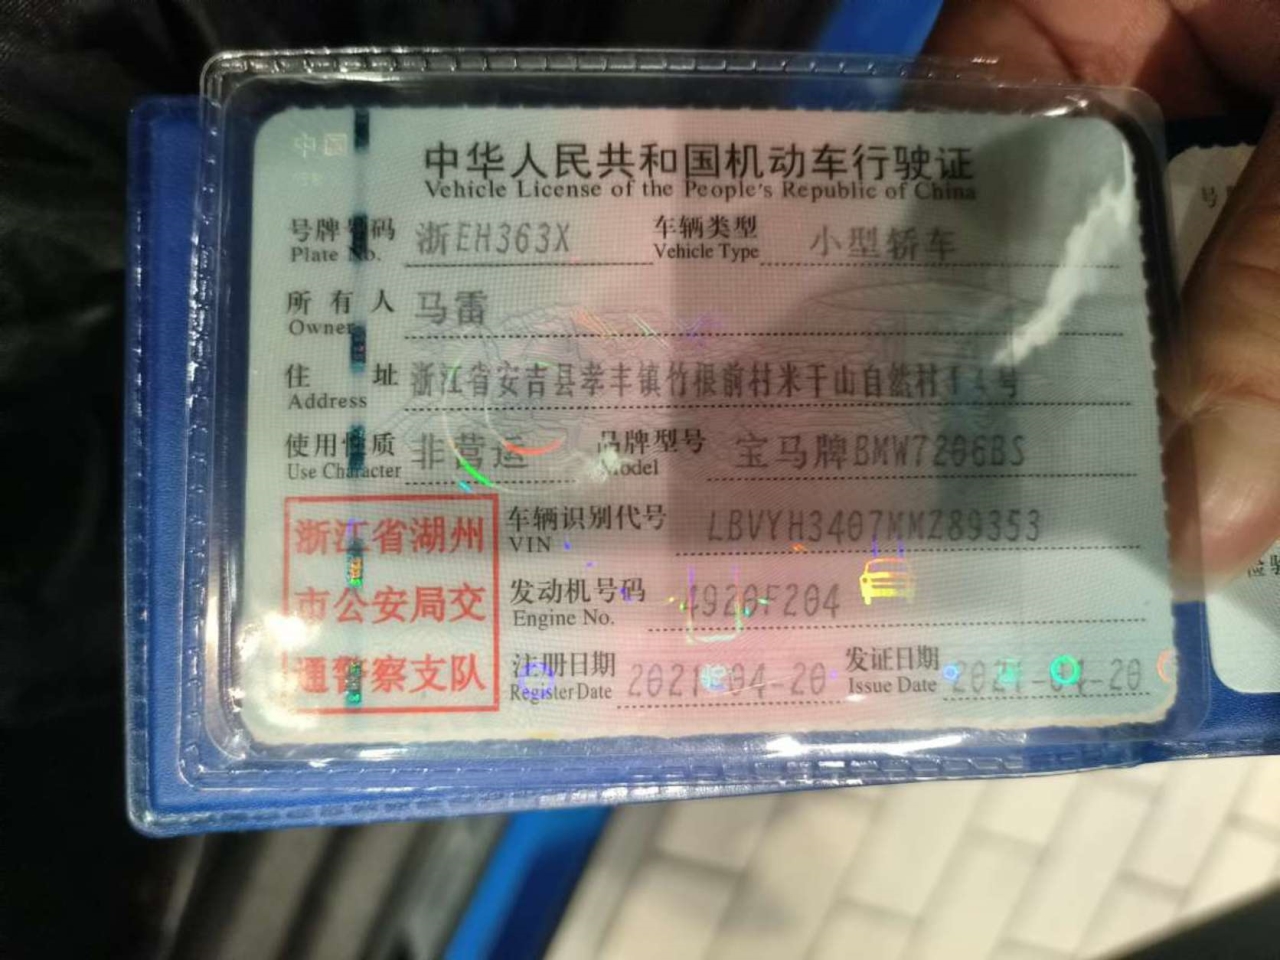 中国
中华人民共和国机动车行驶证
Vehicle License of the People's Republic of China
号牌号码 浙EH363X 车辆类型 小型轿车
Plate No. Vehicle Type
所有人 马雷
Owner
住址 浙江省安吉县孝丰镇竹根前村米干山自然村 号
Address
使用性质 非营运 品牌型号 宝马牌BMW7206BS
Use Character Model
浙江省湖州
市公安局交
通警察支队
车辆识别代号 LBVYH3407MMZ89353
VIN
发动机号码 4920F204
Engine No.
注册日期 2021-04-20 发证日期 2021-04-20
Register Date Issue Date
号
检验